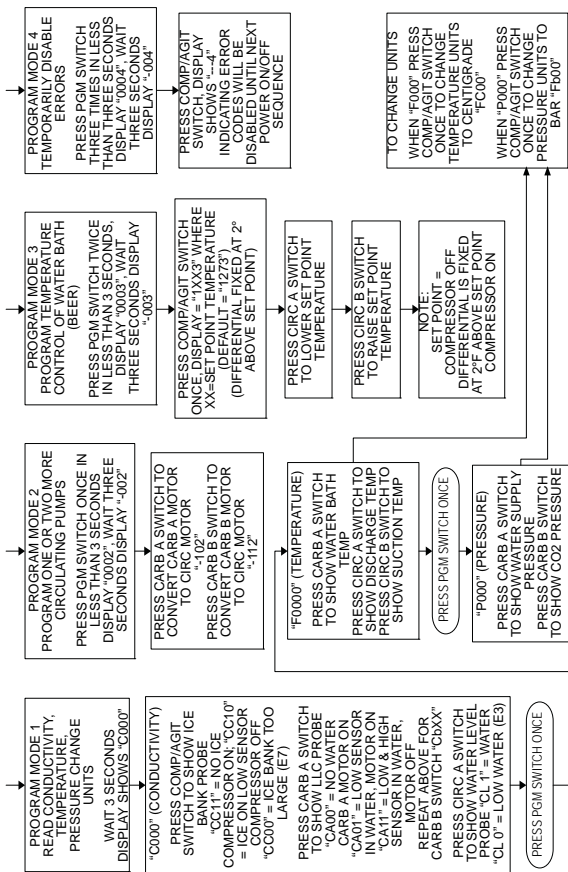 PROGRAM MODE 1
READ CONDUCTIVITY,
TEMPERATURE,
PRESSURE CHANGE
UNITS
WAIT 3 SECONDS
DISPLAY SHOWS “C000”
“C000” (CONDUCTIVITY)
PRESS COMP/AGIT
SWITCH TO SHOW ICE
BANK PROBE
“CC11” = NO ICE
COMPRESSOR ON; “CC10”
= ICE ON LOW SENSOR
COMPRESSOR OFF
“CC00” = ICE BANK TOO
LARGE (E7)
PRESS CARB A SWITCH
TO SHOW LLC PROBE
“CA00” = NO WATER
CARB A MOTOR ON
“CA01” = LOW SENSOR
IN WATER, MOTOR ON
“CA11” = LOW & HIGH
SENSOR IN WATER,
MOTOR OFF
REPEAT ABOVE FOR
CARB B SWITCH “CbXX”
PRESS CIRC A SWITCH
TO SHOW WATER LEVEL
PROBE “CL 1” = WATER
“CL 0” = LOW WATER (E3)
PRESS PGM SWITCH ONCE
PROGRAM MODE 2
PROGRAM ONE OR TWO MORE
CIRCULATING PUMPS
PRESS PGM SWITCH ONCE IN
LESS THAN 3 SECONDS
DISPLAY “0002”, WAIT THREE
SECONDS DISPLAY “-002”
PRESS CARB A SWITCH TO
CONVERT CARB A MOTOR
TO CIRC MOTOR
“-1102”
PRESS CARB B SWITCH TO
CONVERT CARB B MOTOR
TO CIRC MOTOR
“-112”
“F0000” (TEMPERATURE)
PRESS CARB A SWITCH
TO SHOW WATER BATH
TEMP
PRESS CIRC A SWITCH TO
SHOW DISCHARGE TEMP
PRESS CIRC B SWITCH TO
SHOW SUCTION TEMP
PRESS PGM SWITCH ONCE
“P000” (PRESSURE)
PRESS CARB A SWITCH
TO SHOW WATER SUPPLY
PRESSURE
PRESS CARB B SWITCH
TO SHOW CO2 PRESSURE
PROGRAM MODE 3
PROGRAM TEMPERATURE
CONTROL OF WATER BATH
(BEER)
PRESS PGM SWITCH TWICE
IN LESS THAN 3 SECONDS,
DISPLAY “0003”, WAIT
THREE SECONDS DISPLAY
“-003”
PRESS COMP/AGIT SWITCH
ONCE, DISPLAY = “1XX3” WHERE
XX=SET POINT TEMPERATURE
(DEFAULT = “1273”)
(DIFFERENTIAL FIXED AT 2°
ABOVE SET POINT)
PRESS CIRC A SWITCH
TO LOWER SET POINT
TEMPERATURE
PRESS CIRC B SWITCH
TO RAISE SET POINT
TEMPERATURE
NOTE:
SET POINT =
COMPRESSOR OFF
DIFFERENTIAL IS FIXED
AT 2°F ABOVE SET POINT
COMPRESSOR ON
PROGRAM MODE 4
TEMPORARILY DISABLE
ERRORS
PRESS PGM SWITCH
THREE TIMES IN LESS
THAN THREE SECONDS
DISPLAY “0004”, WAIT
THREE SECONDS
DISPLAY “-004”
PRESS COMP/AGIT
SWITCH, DISPLAY
SHOWS “---4”
INDICATING ERROR
CODES WILL BE
DISABLED UNTIL NEXT
POWER ON/OFF
SEQUENCE
TO CHANGE UNITS
WHEN “F000” PRESS
COMP/AGIT SWITCH
ONCE TO CHANGE
TEMPERATURE UNITS
TO CENTIGRADE
“FC00”
WHEN “P000” PRESS
COMP/AGIT SWITCH
ONCE TO CHANGE
PRESSURE UNITS TO
BAR “Fb00”